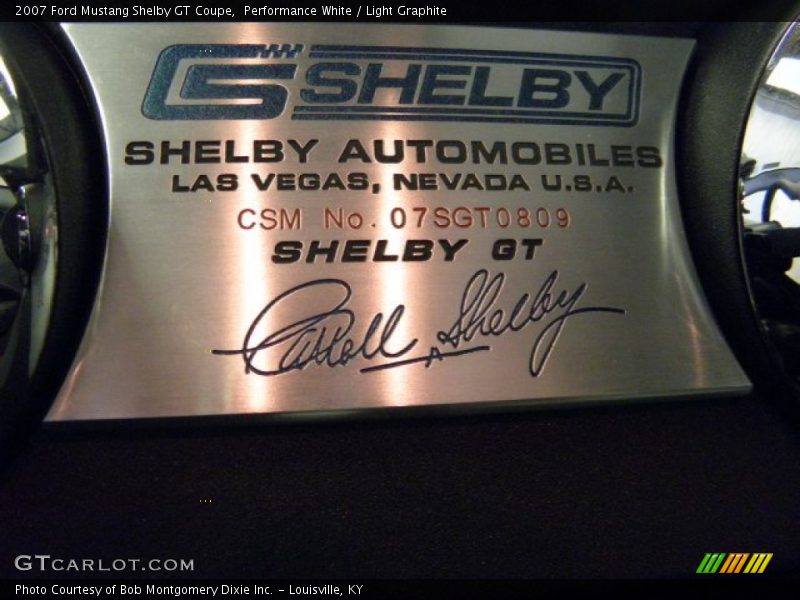 2007 Ford Mustang Shelby GT Coupe,  Performance White / Light Graphite
CS SHELBY
SHELBY AUTOMOBILES
LAS VEGAS, NEVADA U.S.A.
CSM No. 07SGT0809
SHELBY GT
Carroll Shelby
GTCARLOT.COM
Photo Courtesy of Bob Montgomery Dixie Inc. - Louisville, KY